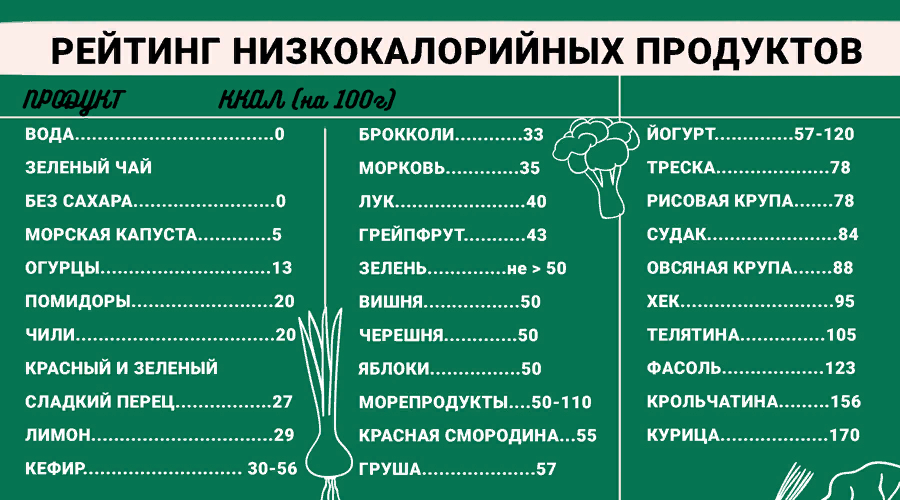 РЕЙТИНГ НИЗКОКАЛОРИЙНЫХ ПРОДУКТОВ
ПРОДУКТ ККАЛ (на 100г)
ВОДА...............................0
ЗЕЛЕНЫЙ ЧАЙ
БЕЗ САХАРА......................0
МОРСКАЯ КАПУСТА............5
ОГУРЦЫ...........................13
ПОМИДОРЫ......................20
ЧИЛИ...............................20
КРАСНЫЙ И ЗЕЛЕНЫЙ
СЛАДКИЙ ПЕРЕЦ...............27
ЛИМОН............................29
КЕФИР......................... 30-56
БРОККОЛИ...........33
МОРКОВЬ............35
ЛУК.....................40
ГРЕЙПФРУТ..........43
ЗЕЛЕНЬ.............не > 50
ВИШНЯ...............50
ЧЕРЕШНЯ............50
ЯБЛОКИ...............50
МОРЕПРОДУКТЫ....50-110
КРАСНАЯ СМОРОДИНА...55
ГРУША..................57
ЙОГУРТ.............57-120
ТРЕСКА..................78
РИСОВАЯ КРУПА.......78
СУДАК.....................84
ОВСЯНАЯ КРУПА.......88
ХЕК........................95
ТЕЛЯТИНА..............105
ФАСОЛЬ.................123
КРОЛЬЧАТИНА.........156
КУРИЦА..................170